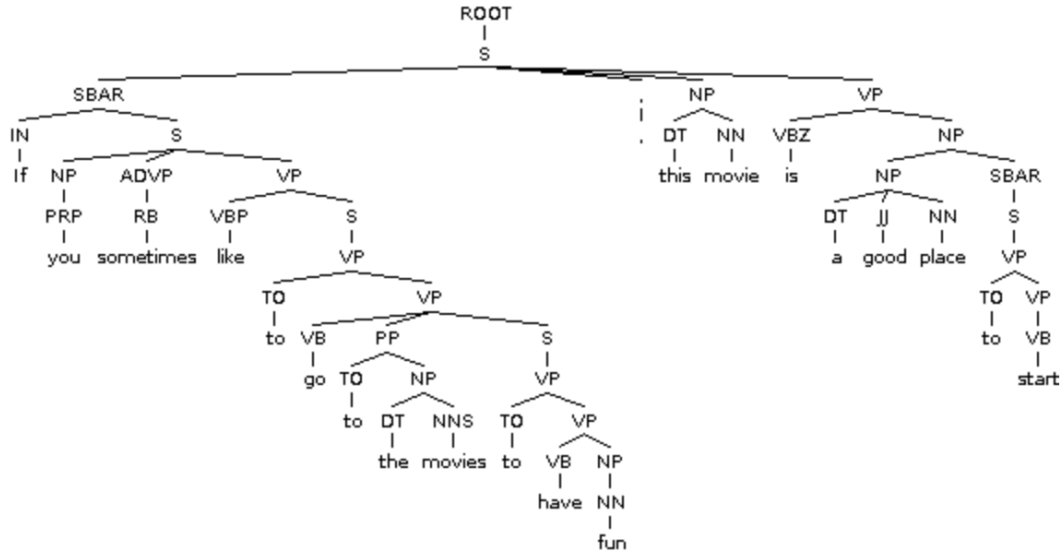 ROOT
S
SBAR , NP VP
IN S , DT NN VBZ NP
If NP ADVP VP this movie is NP SBAR
PRP RB VBP S DT JJ NN S
you sometimes like VP a good place VP
TO VP TO VP
to VB PP S to VB
go TO NP VP start
to DT NNS TO VP
the movies to VB NP
have NN
fun